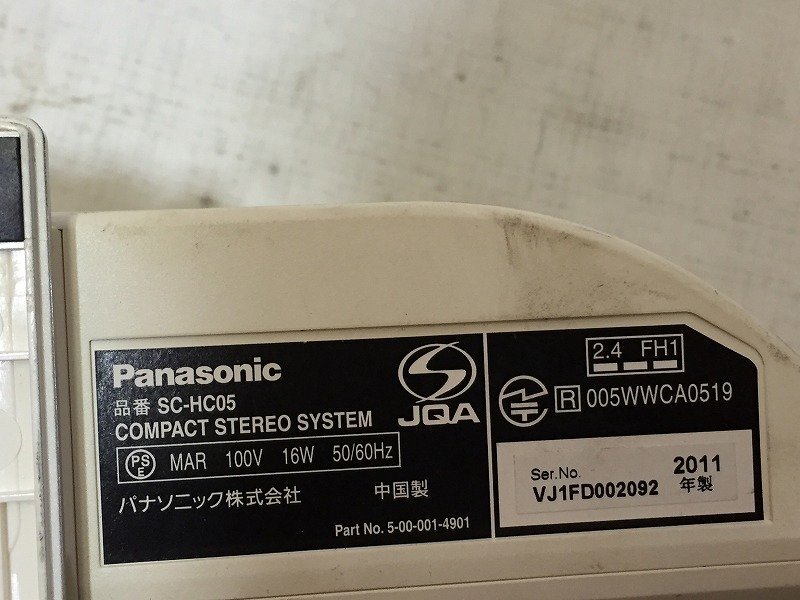 Panasonic
品番 SC-HC05
COMPACT STEREO SYSTEM
JQA
PS E MAR 100V 16W 50/60Hz
パナソニック株式会社 中国製
Part No. 5-00-001-4901
2.4 FH1
R 005WWCA0519
Ser.No. 2011
VJ1FD002092 年製